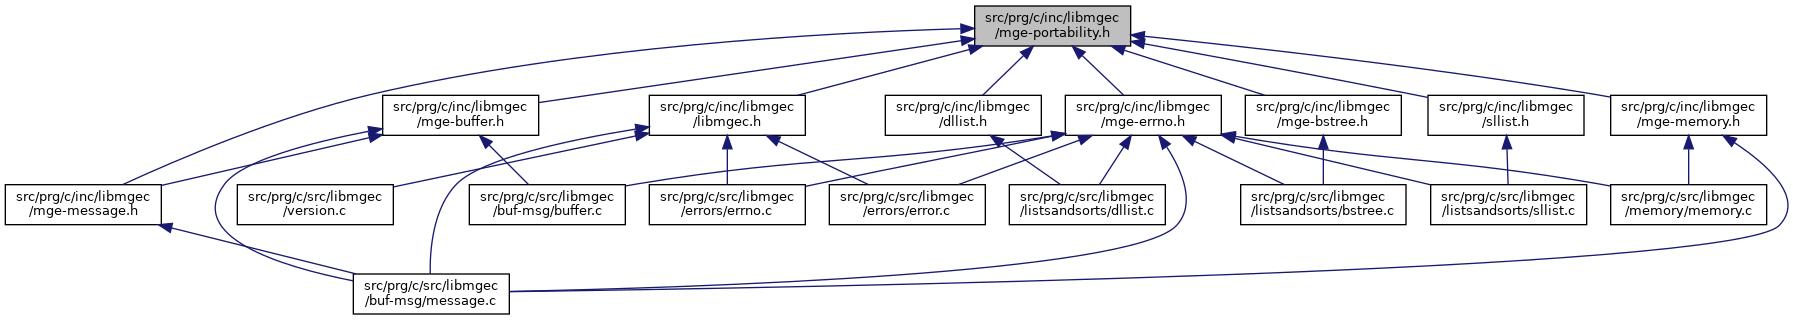 src/prg/c/inc/libmgec
/mge-portability.h
src/prg/c/inc/libmgec
/mge-buffer.h
src/prg/c/inc/libmgec
/libmgec.h
src/prg/c/inc/libmgec
/dllist.h
src/prg/c/inc/libmgec
/mge-errno.h
src/prg/c/inc/libmgec
/mge-bstree.h
src/prg/c/inc/libmgec
/sllist.h
src/prg/c/inc/libmgec
/mge-memory.h
src/prg/c/inc/libmgec
/mge-message.h
src/prg/c/src/libmgec
/version.c
src/prg/c/src/libmgec
/buf-msg/buffer.c
src/prg/c/src/libmgec
/errors/errno.c
src/prg/c/src/libmgec
/errors/error.c
src/prg/c/src/libmgec
/listsandsorts/dllist.c
src/prg/c/src/libmgec
/listsandsorts/bstree.c
src/prg/c/src/libmgec
/listsandsorts/sllist.c
src/prg/c/src/libmgec
/memory/memory.c
src/prg/c/src/libmgec
/buf-msg/message.c